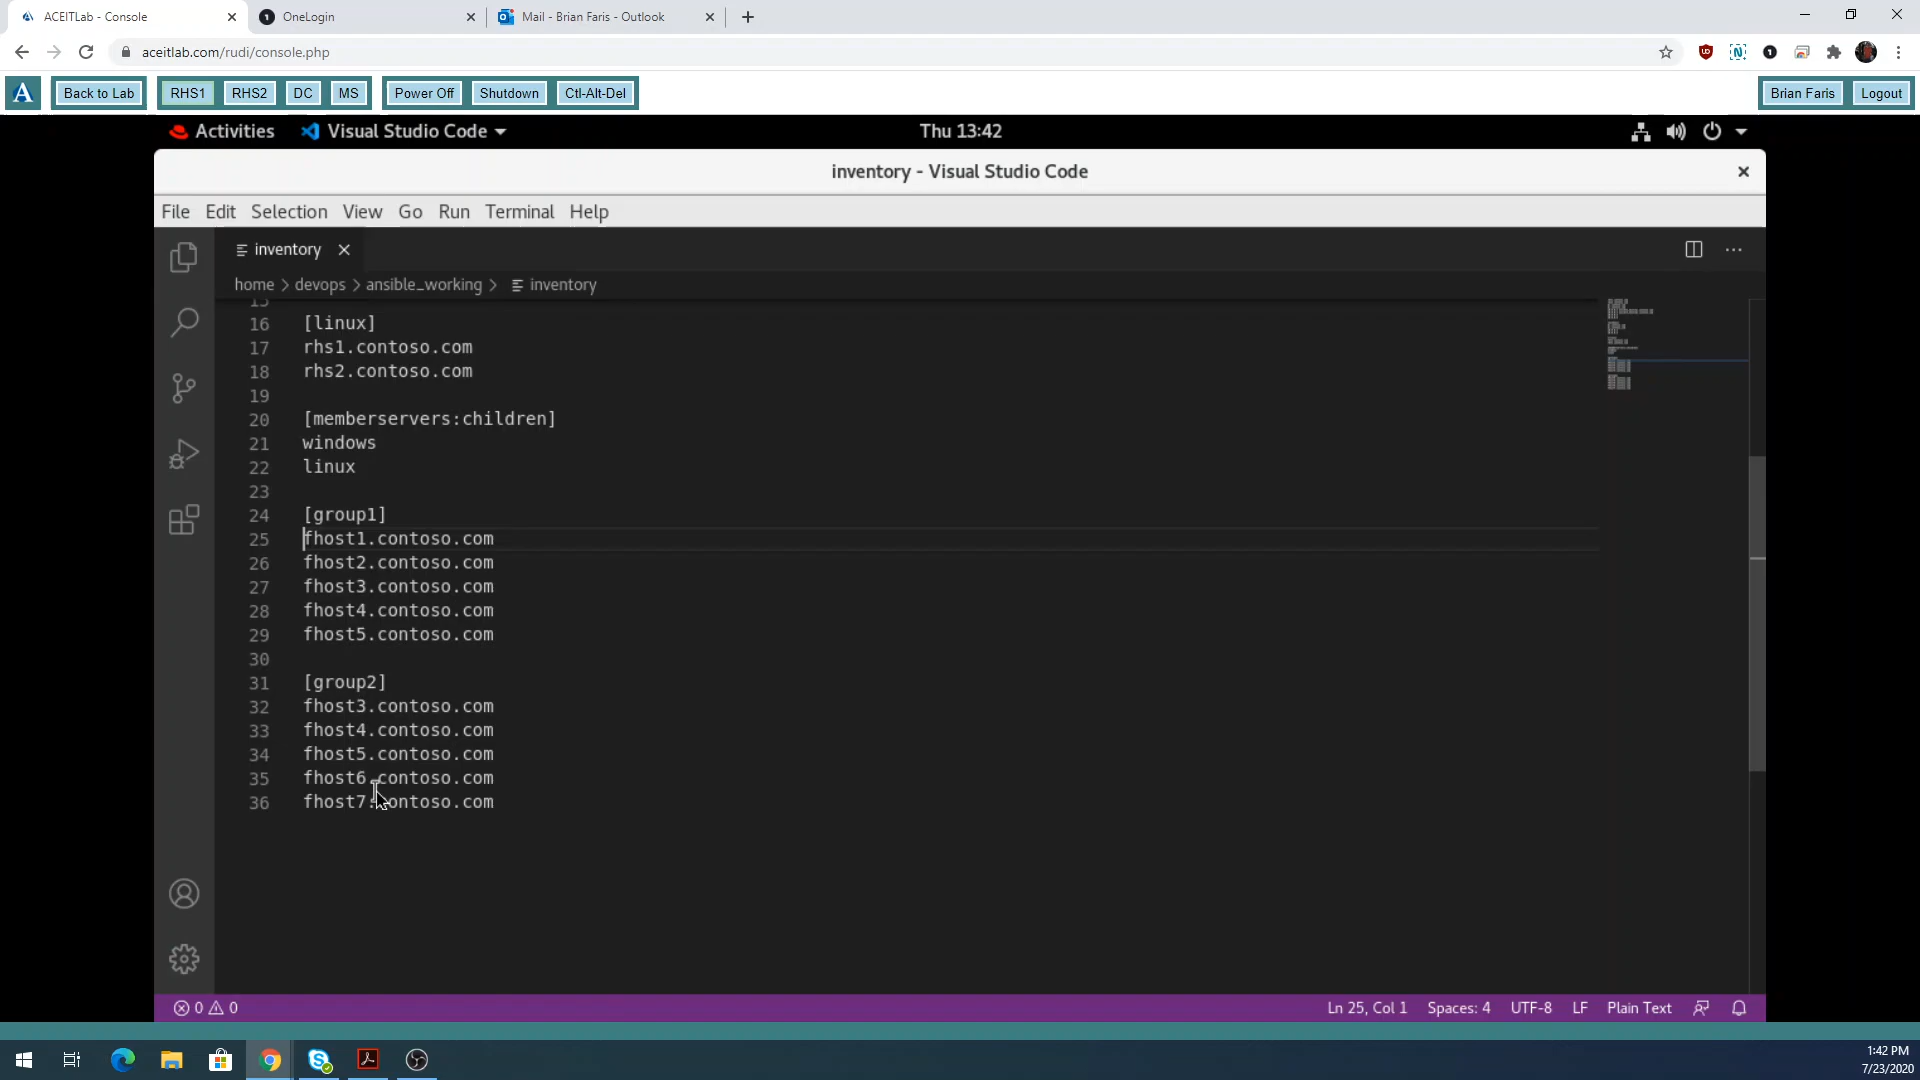 ACEITLab - Console
OneLogin
Mail - Brian Faris - Outlook
aceitlab.com/rudi/console.php
Back to Lab RHS1 RHS2 DC MS Power Off Shutdown Ctl-Alt-Del Brian Faris Logout
Activities Visual Studio Code Thu 13:42
inventory - Visual Studio Code
File Edit Selection View Go Run Terminal Help
inventory
home > devops > ansible_working > inventory
15
16 [linux]
17 rhs1.contoso.com
18 rhs2.contoso.com
19
20 [memberservers:children]
21 windows
22 linux
23
24 [group1]
25 fhost1.contoso.com
26 fhost2.contoso.com
27 fhost3.contoso.com
28 fhost4.contoso.com
29 fhost5.contoso.com
30
31 [group2]
32 fhost3.contoso.com
33 fhost4.contoso.com
34 fhost5.contoso.com
35 fhost6.contoso.com
36 fhost7.contoso.com
0 0 Ln 25, Col 1 Spaces: 4 UTF-8 LF Plain Text
1:42 PM
7/23/2020